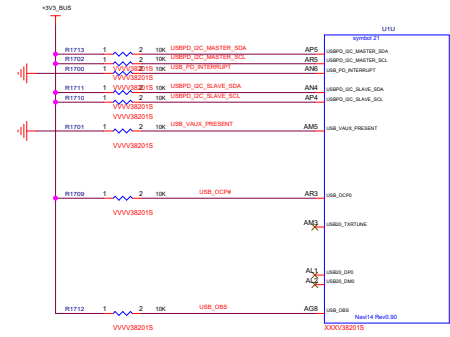 +3V3_BUS
U1U
symbol 21
R1713 1 2 10K USBPD_I2C_MASTER_SDA AP5 USBPD_I2C_MASTER_SDA
R1702 1 2 10K USBPD_I2C_MASTER_SCL AR5 USBPD_I2C_MASTER_SCL
VVVV38201S
R1700 1 2 10K USB_PD_INTERRUPT AN6 USB_PD_INTERRUPT
VVVV38201S
R1711 1 2 10K USBPD_I2C_SLAVE_SDA AN4 USBPD_I2C_SLAVE_SDA
VVVV38201S
R1710 1 2 10K USBPD_I2C_SLAVE_SCL AP4 USBPD_I2C_SLAVE_SCL
VVVV38201S
VVVV38201S
R1701 1 2 10K USB_VAUX_PRESENT AM5 USB_VAUX_PRESENT
VVVV38201S
R1709 1 2 10K USB_OCP# AR3 USB_OCP0
VVVV38201S
AM3 USB20_TXRTUNE
AL1 USB20_DP0
AL2 USB20_DM0
R1712 1 2 10K USB_OBS AG8 USB_OBS
Navi14 Rev0.90
VVVV38201S
XXXV38201S